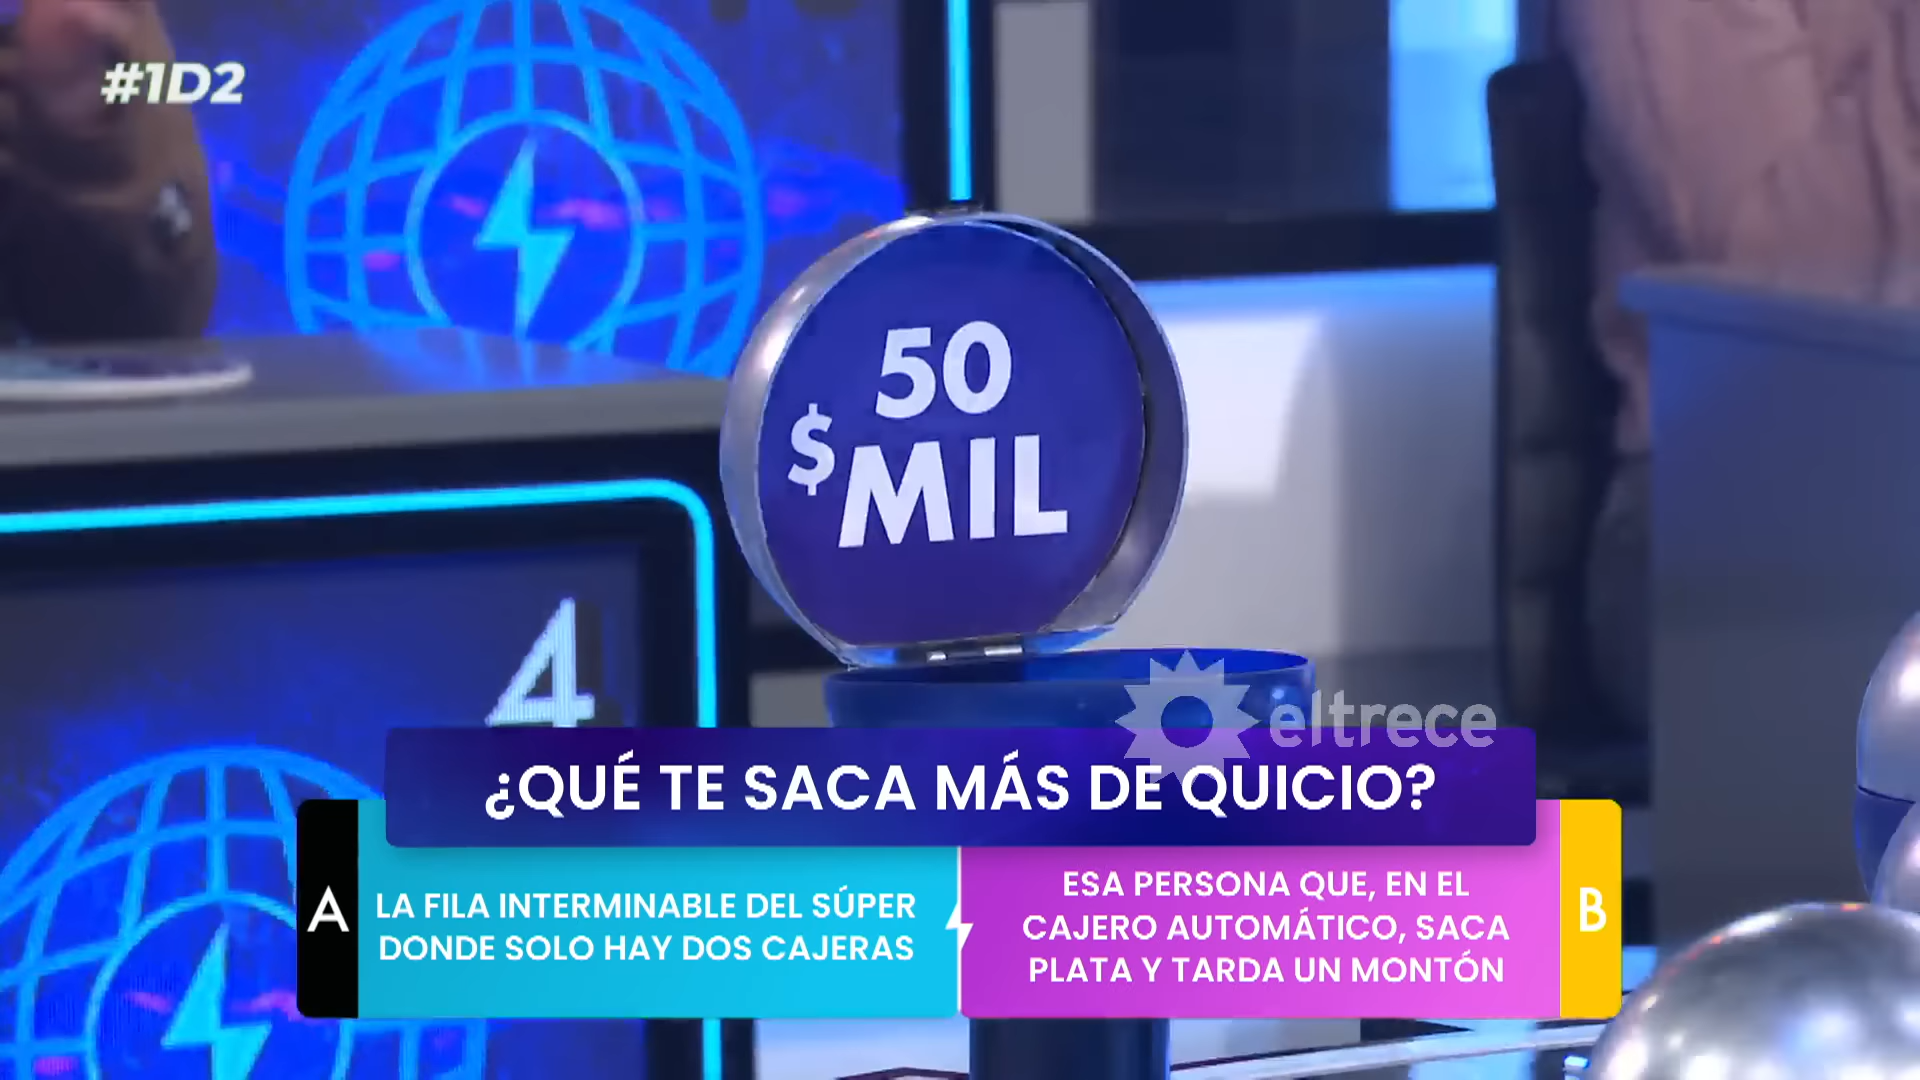 #1D2
50
$ MIL
4
eltrece
¿QUÉ TE SACA MÁS DE QUICIO?
A
LA FILA INTERMINABLE DEL SÚPER
DONDE SOLO HAY DOS CAJERAS
ESA PERSONA QUE, EN EL
CAJERO AUTOMÁTICO, SACA
PLATA Y TARDA UN MONTÓN
B